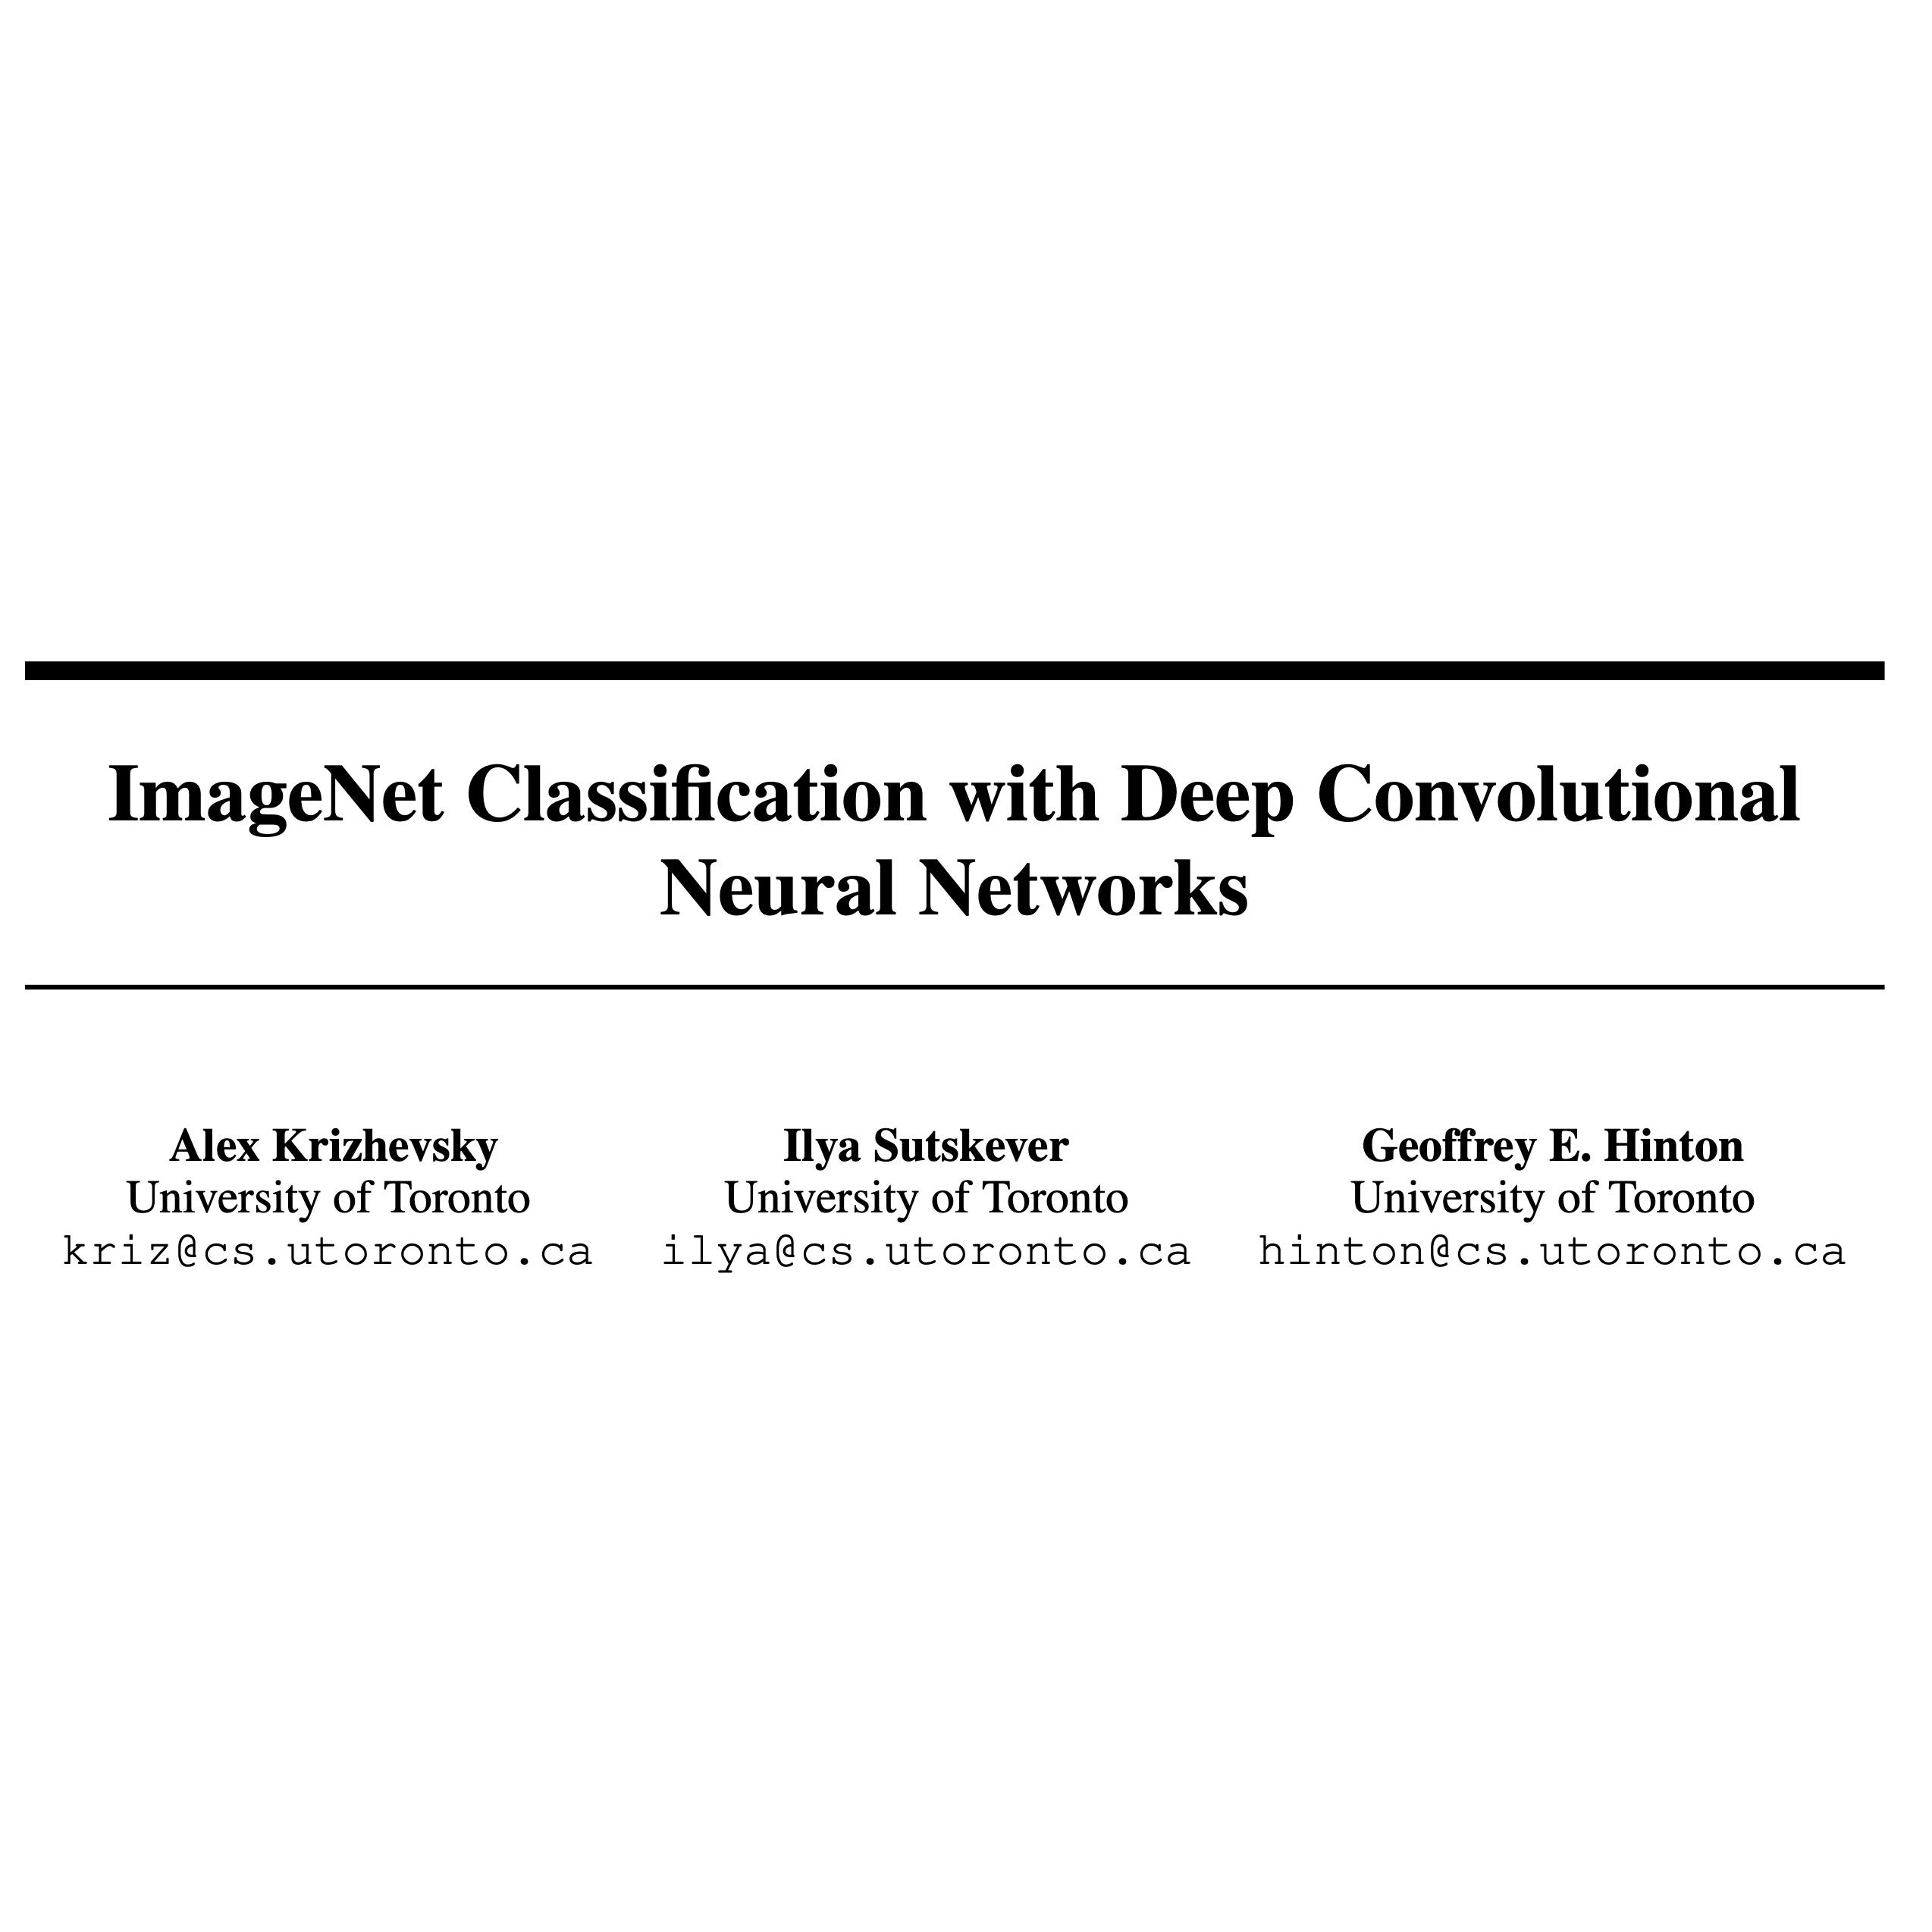 ImageNet Classification with Deep Convolutional
Neural Networks
Alex Krizhevsky
University of Toronto
kriz@cs.utoronto.ca
Ilya Sutskever
University of Toronto
ilya@cs.utoronto.ca
Geoffrey E. Hinton
University of Toronto
hinton@cs.utoronto.ca